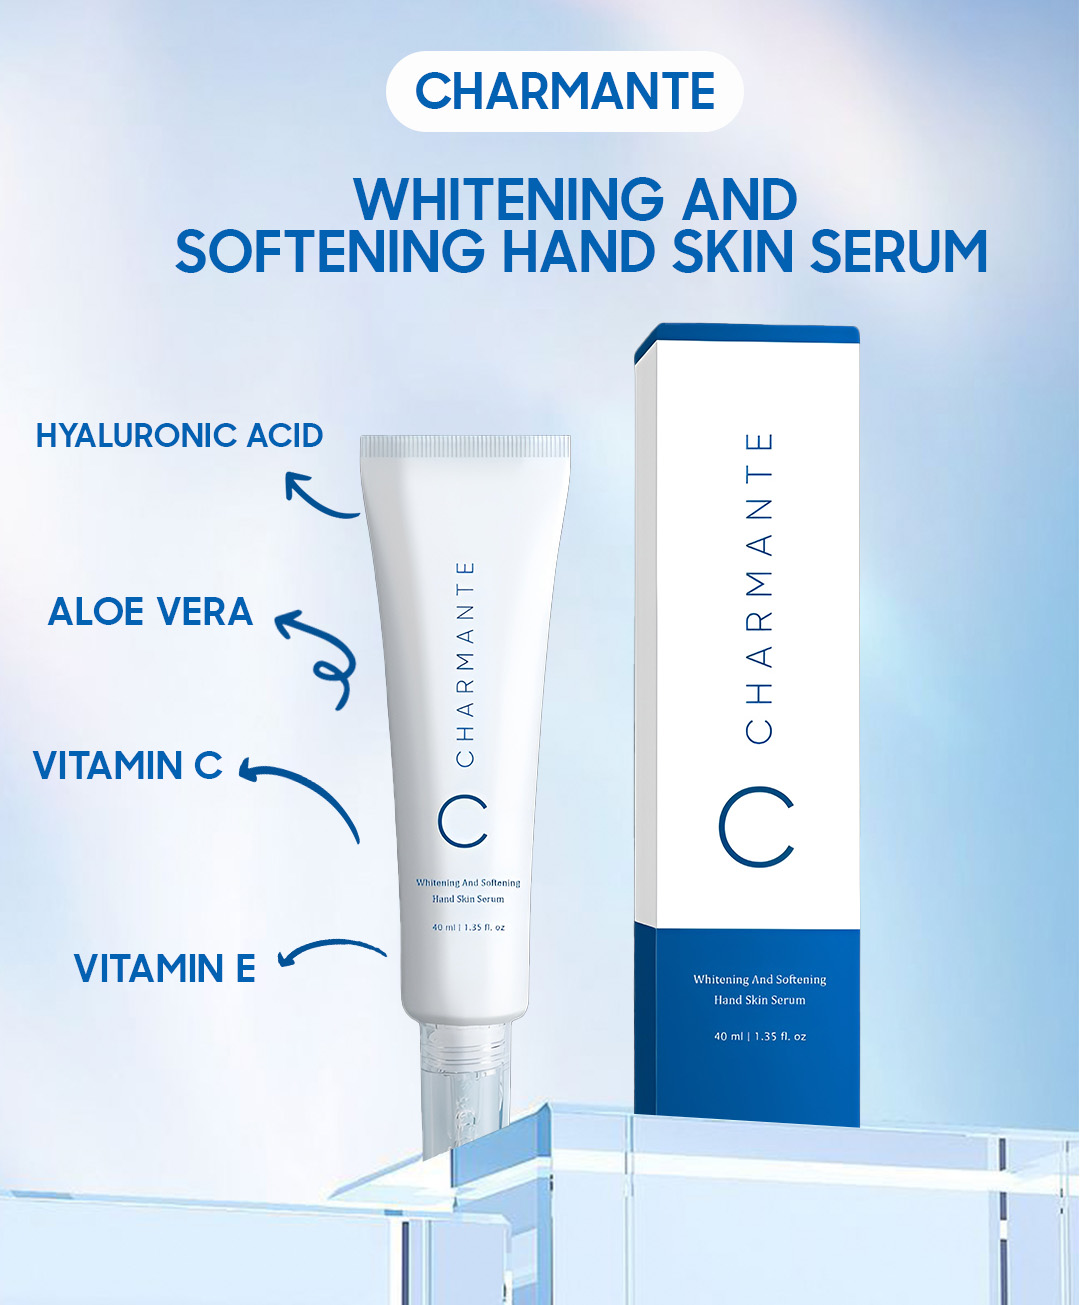 CHARMANTE
WHITENING AND
SOFTENING HAND SKIN SERUM
HYALURONIC ACID
ALOE VERA
VITAMIN C
VITAMIN E
CHARMANTE
C
Whitening And Softening
Hand Skin Serum
40 ml | 1.35 fl. oz
CHARMANTE
C
Whitening And Softening
Hand Skin Serum
40 ml | 1.35 fl. oz